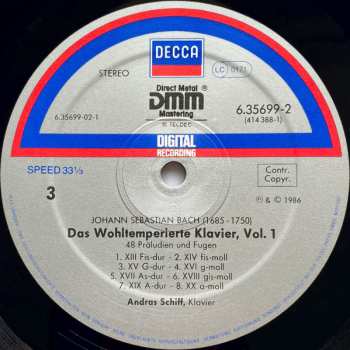 DECCA
STEREO
Direct Metal ®
DMM
Mastering
® TELDEC
LC 0171
6.35699-02-1
6.35699-2
(414 388-1)
DIGITAL
RECORDING
SPEED 33⅓
3
Contr.
Copyr.
℗ & © 1986
JOHANN SEBASTIAN BACH (1685-1750)
Das Wohltemperierte Klavier, Vol. 1
48 Präludien und Fugen
1. XIII Fis-dur - 2. XIV fis-moll
3. XV G-dur - 4. XVI g-moll
5. XVII As-dur - 6. XVIII gis-moll
7. XIX A-dur - 8. XX a-moll
Andras Schiff, Klavier